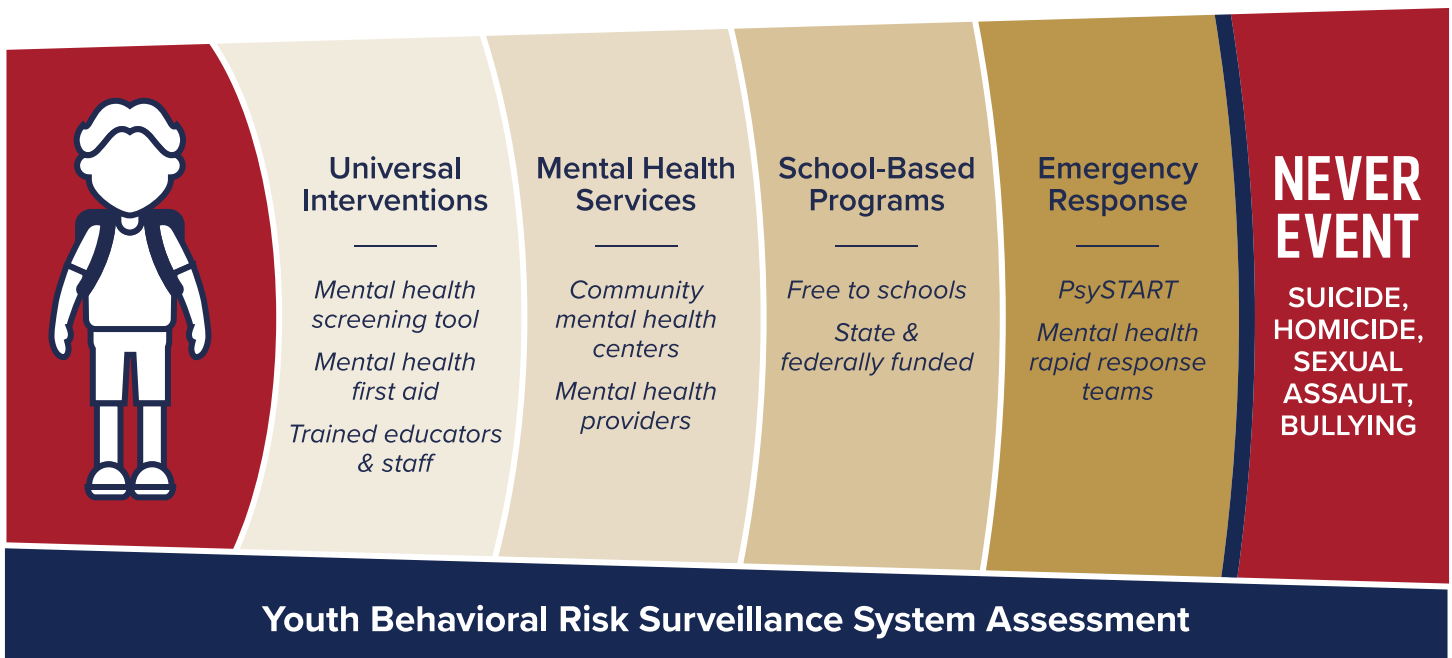 Universal
Interventions
Mental health
screening tool
Mental health
first aid
Trained educators
& staff
Mental Health
Services
Community
mental health
centers
Mental health
providers
School-Based
Programs
Free to schools
State &
federally funded
Emergency
Response
PsySTART
Mental health
rapid response
teams
NEVER
EVENT
SUICIDE,
HOMICIDE,
SEXUAL
ASSAULT,
BULLYING
Youth Behavioral Risk Surveillance System Assessment